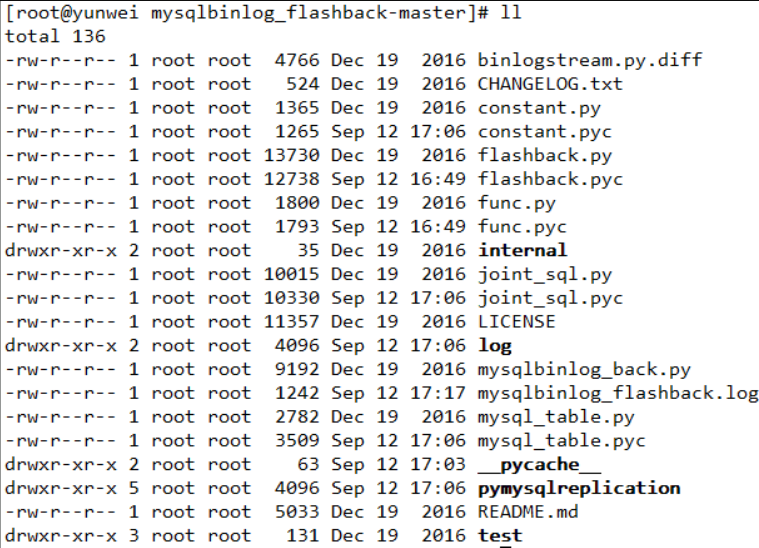 [root@yunwei mysqlbinlog_flashback-master]# ll
total 136
-rw-r--r-- 1 root root  4766 Dec 19  2016 binlogstream.py.diff
-rw-r--r-- 1 root root   524 Dec 19  2016 CHANGELOG.txt
-rw-r--r-- 1 root root  1365 Dec 19  2016 constant.py
-rw-r--r-- 1 root root  1265 Sep 12 17:06 constant.pyc
-rw-r--r-- 1 root root 13730 Dec 19  2016 flashback.py
-rw-r--r-- 1 root root 12738 Sep 12 16:49 flashback.pyc
-rw-r--r-- 1 root root  1800 Dec 19  2016 func.py
-rw-r--r-- 1 root root  1793 Sep 12 16:49 func.pyc
drwxr-xr-x 2 root root    35 Dec 19  2016 internal
-rw-r--r-- 1 root root 10015 Dec 19  2016 joint_sql.py
-rw-r--r-- 1 root root 10330 Sep 12 17:06 joint_sql.pyc
-rw-r--r-- 1 root root 11357 Dec 19  2016 LICENSE
drwxr-xr-x 2 root root  4096 Sep 12 17:06 log
-rw-r--r-- 1 root root  9192 Dec 19  2016 mysqlbinlog_back.py
-rw-r--r-- 1 root root  1242 Sep 12 17:17 mysqlbinlog_flashback.log
-rw-r--r-- 1 root root  2782 Dec 19  2016 mysql_table.py
-rw-r--r-- 1 root root  3509 Sep 12 17:06 mysql_table.pyc
drwxr-xr-x 2 root root    63 Sep 12 17:03 __pycache__
drwxr-xr-x 5 root root  4096 Sep 12 17:06 pymysqlreplication
-rw-r--r-- 1 root root  5033 Dec 19  2016 README.md
drwxr-xr-x 3 root root   131 Dec 19  2016 test